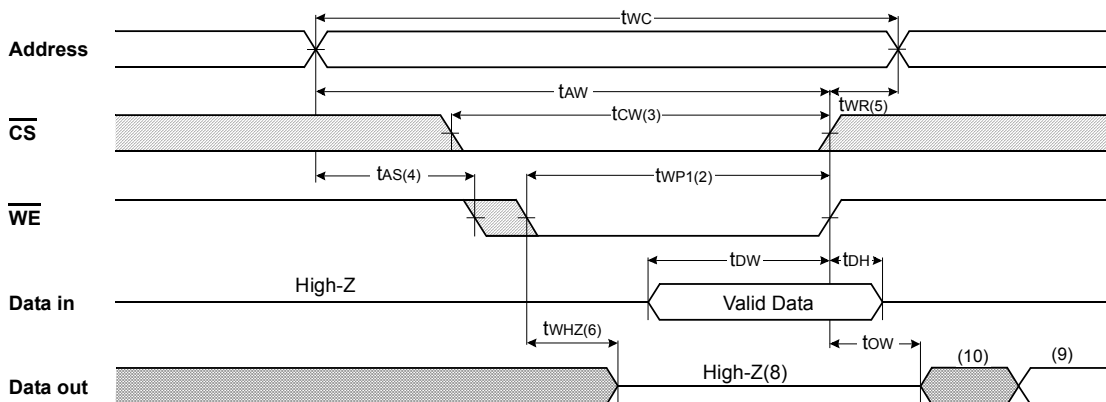 tWC
Address
tAW
tWR(5)
tCW(3)
CS
tAS(4)
tWP1(2)
WE
tDW
tDH
High-Z
Data in
Valid Data
tWHZ(6)
tOW
High-Z(8)
(10)
(9)
Data out